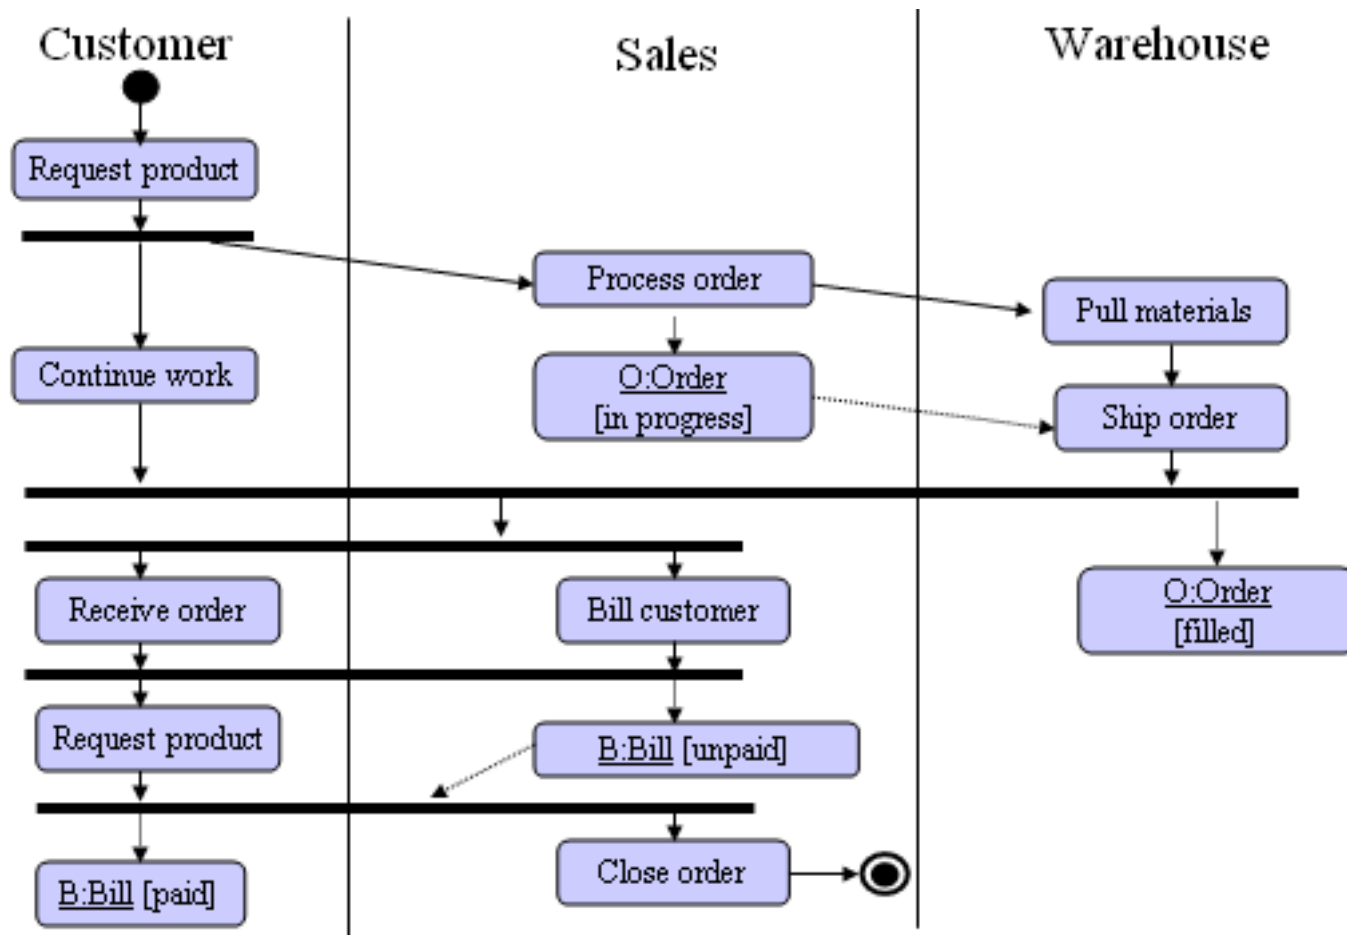 Customer
Sales
Warehouse
Request product
Process order
Pull materials
Continue work
O:Order
[in progress]
Ship order
Receive order
Bill customer
O:Order
[filled]
Request product
B:Bill [unpaid]
Close order
B:Bill [paid]